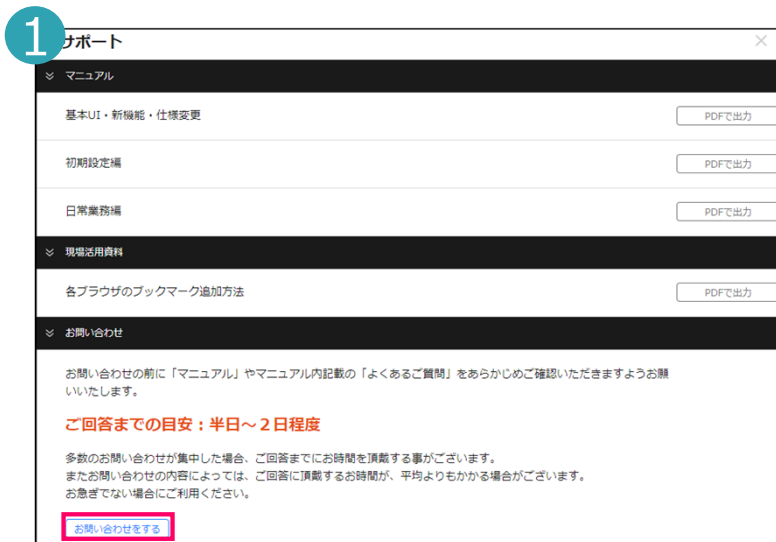 1
サポート
マニュアル
基本UI・新機能・仕様変更
PDFで出力
初期設定編
PDFで出力
日常業務編
PDFで出力
現場活用資料
各ブラウザのブックマーク追加方法
PDFで出力
お問い合わせ
お問い合わせの前に「マニュアル」やマニュアル内記載の「よくあるご質問」をあらかじめご確認いただきますようお願
いいたします。
ご回答までの目安：半日～２日程度
多数のお問い合わせが集中した場合、ご回答までにお時間を頂戴する事がございます。
またお問い合わせの内容によっては、ご回答に頂戴するお時間が、平均よりもかかる場合がございます。
お急ぎでない場合にご利用ください。
お問い合わせをする